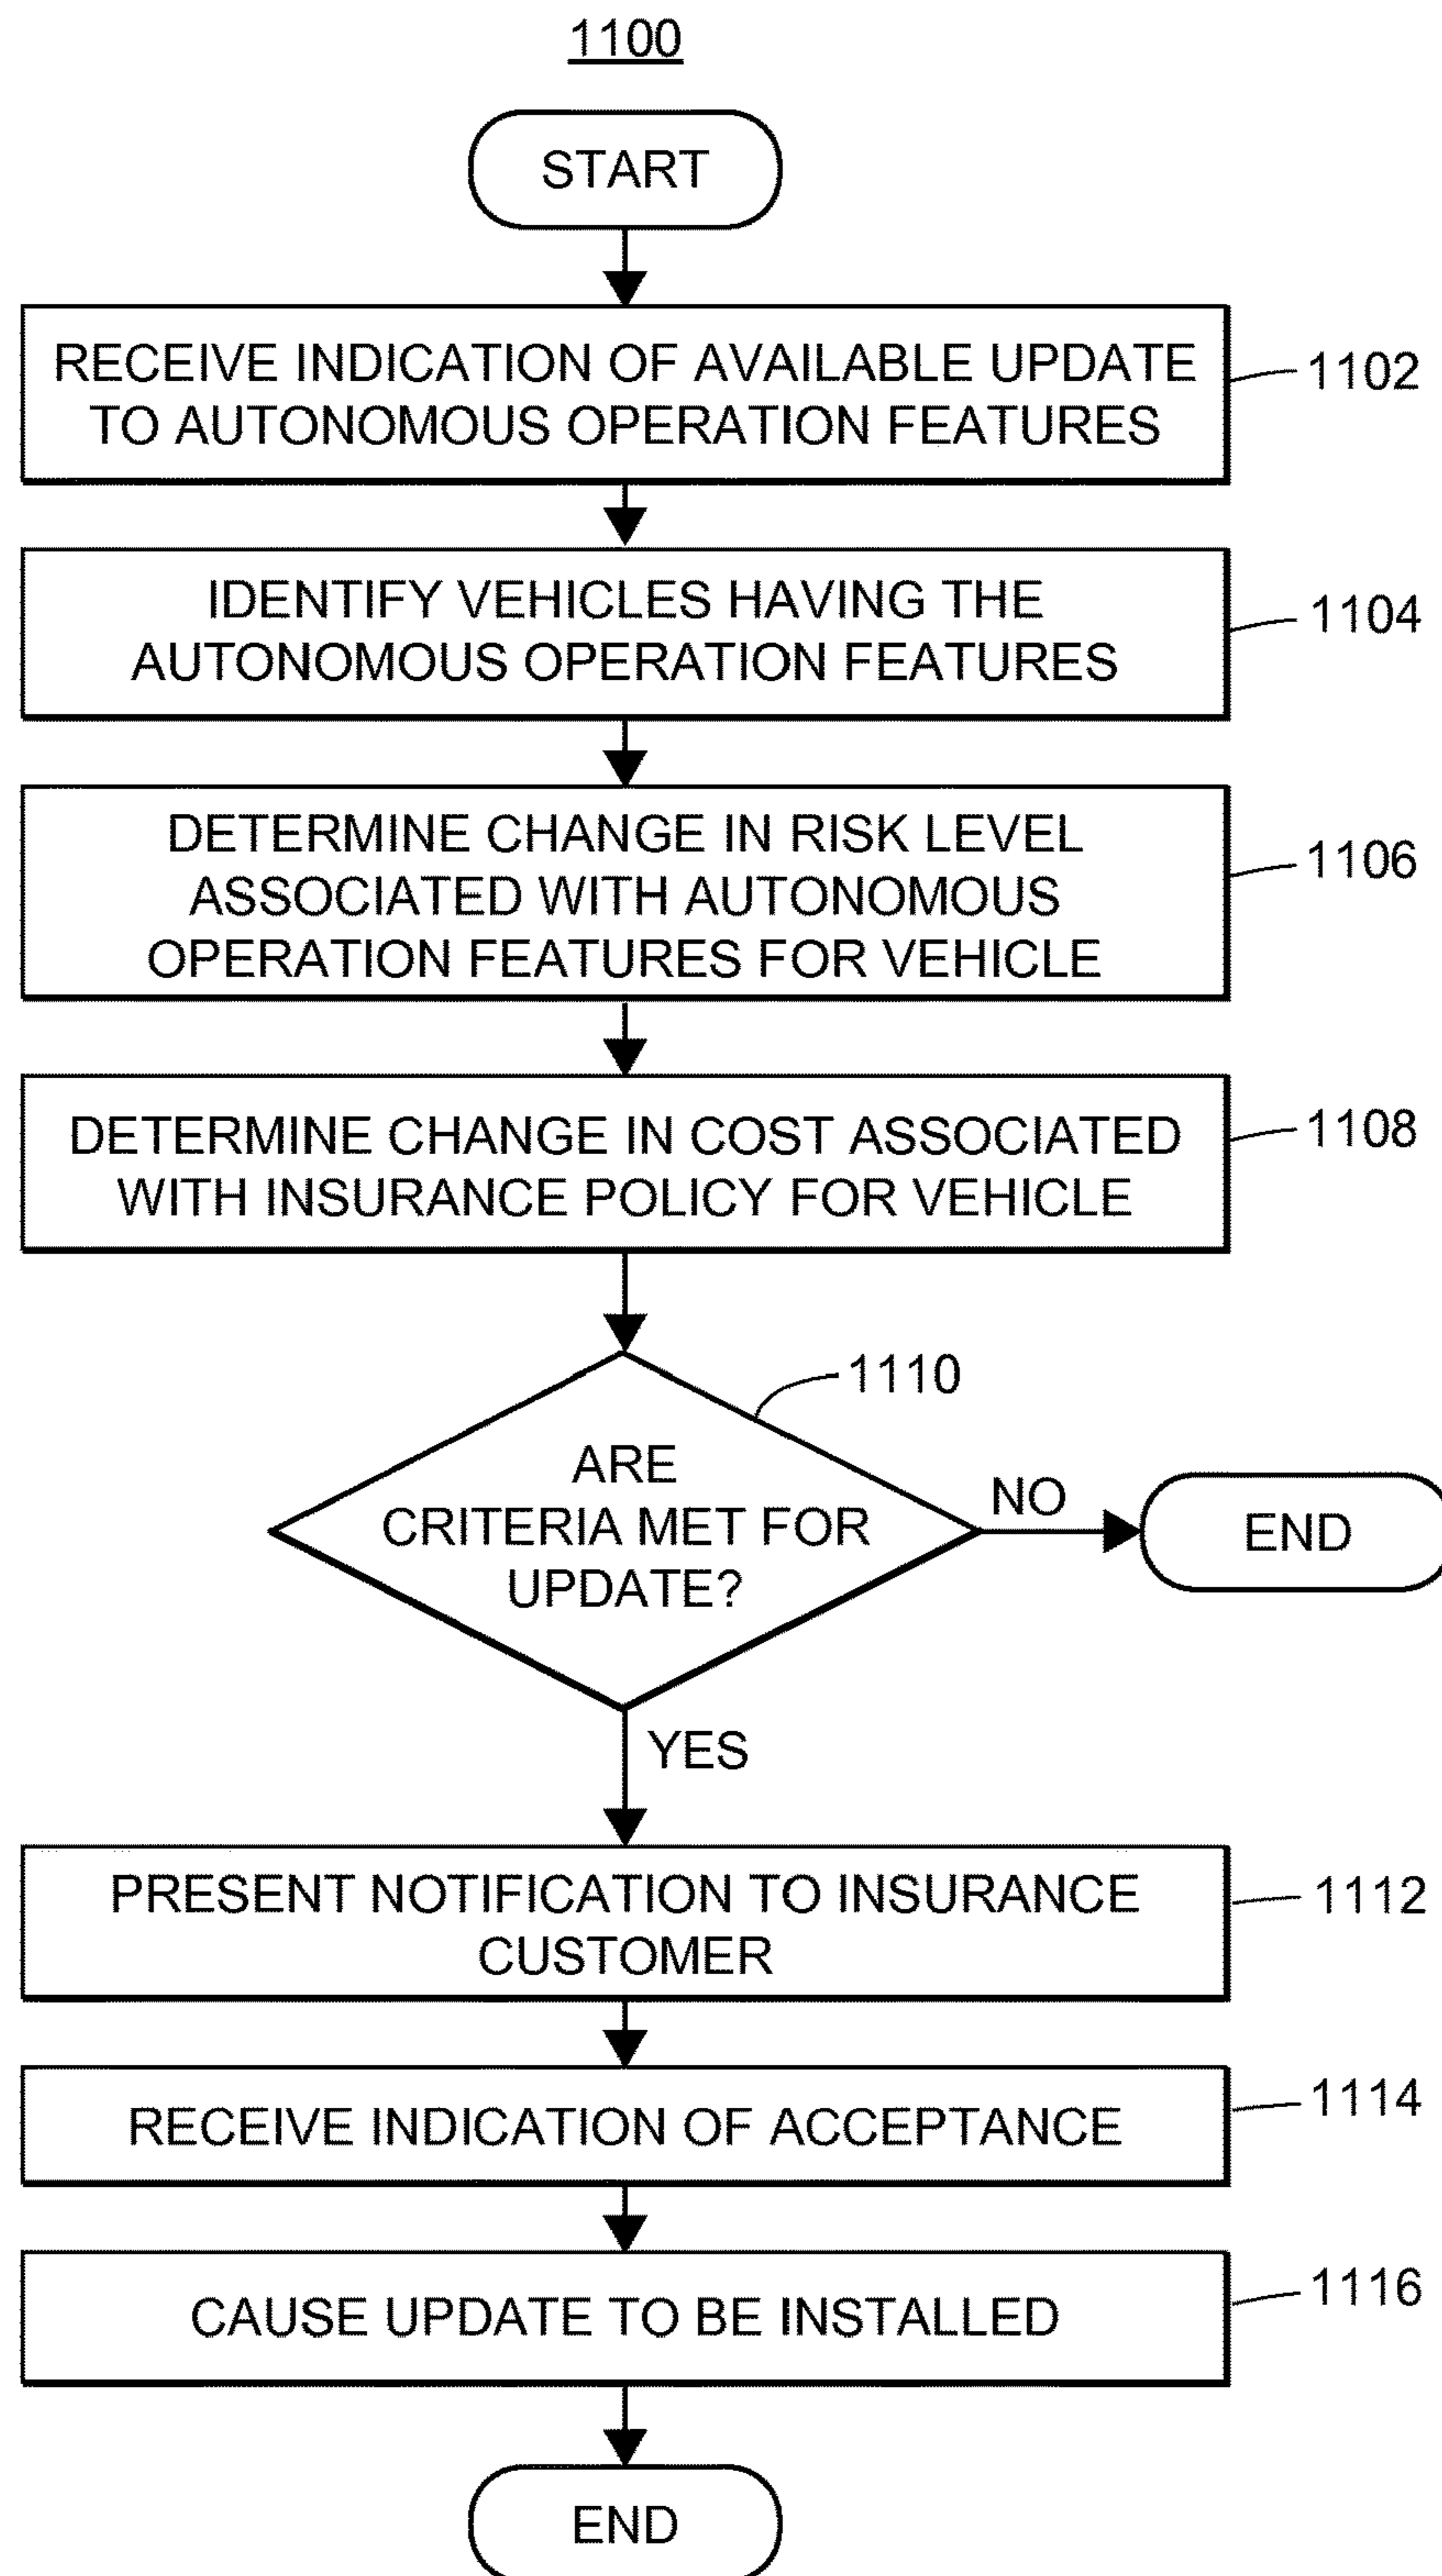 1100
START
RECEIVE INDICATION OF AVAILABLE UPDATE
TO AUTONOMOUS OPERATION FEATURES
1102
IDENTIFY VEHICLES HAVING THE
AUTONOMOUS OPERATION FEATURES
1104
DETERMINE CHANGE IN RISK LEVEL
ASSOCIATED WITH AUTONOMOUS
OPERATION FEATURES FOR VEHICLE
1106
DETERMINE CHANGE IN COST ASSOCIATED
WITH INSURANCE POLICY FOR VEHICLE
1108
1110
ARE
CRITERIA MET FOR
UPDATE?
NO
END
YES
PRESENT NOTIFICATION TO INSURANCE
CUSTOMER
1112
RECEIVE INDICATION OF ACCEPTANCE
1114
CAUSE UPDATE TO BE INSTALLED
1116
END